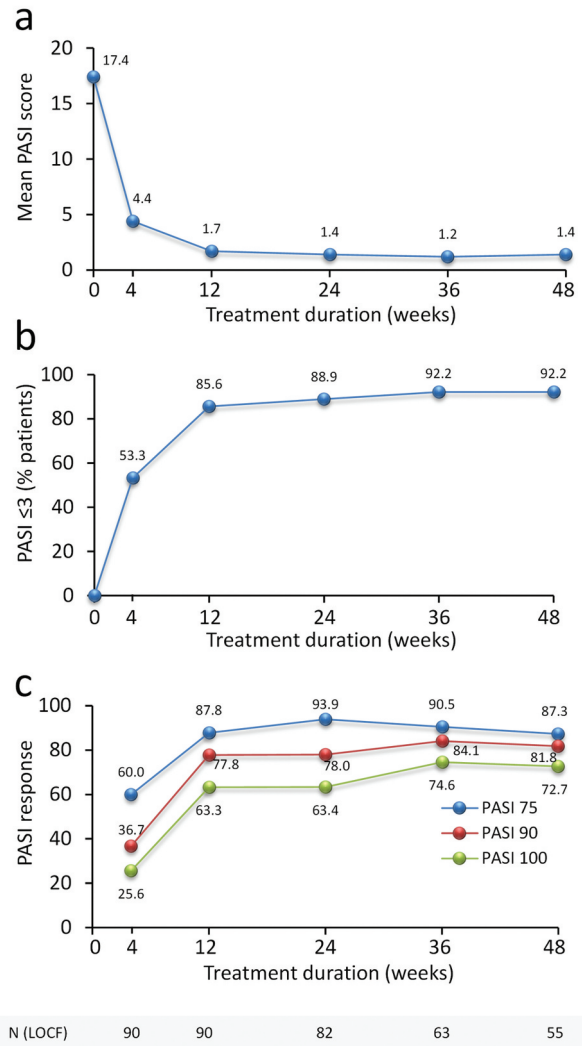 a
Mean PASI score
20
15
10
5
0
17.4
4.4
1.7
1.4
1.2
1.4
0 4 12 24 36 48
Treatment duration (weeks)
b
PASI ≤3 (% patients)
100
80
60
40
20
0
53.3
85.6
88.9
92.2
92.2
0 4 12 24 36 48
Treatment duration (weeks)
c
PASI response
100
80
60
40
20
0
60.0
87.8
93.9
90.5
87.3
36.7
77.8
78.0
84.1
81.8
25.6
63.3
63.4
74.6
72.7
PASI 75
PASI 90
PASI 100
0 4 12 24 36 48
Treatment duration (weeks)
N (LOCF) 90 90 82 63 55